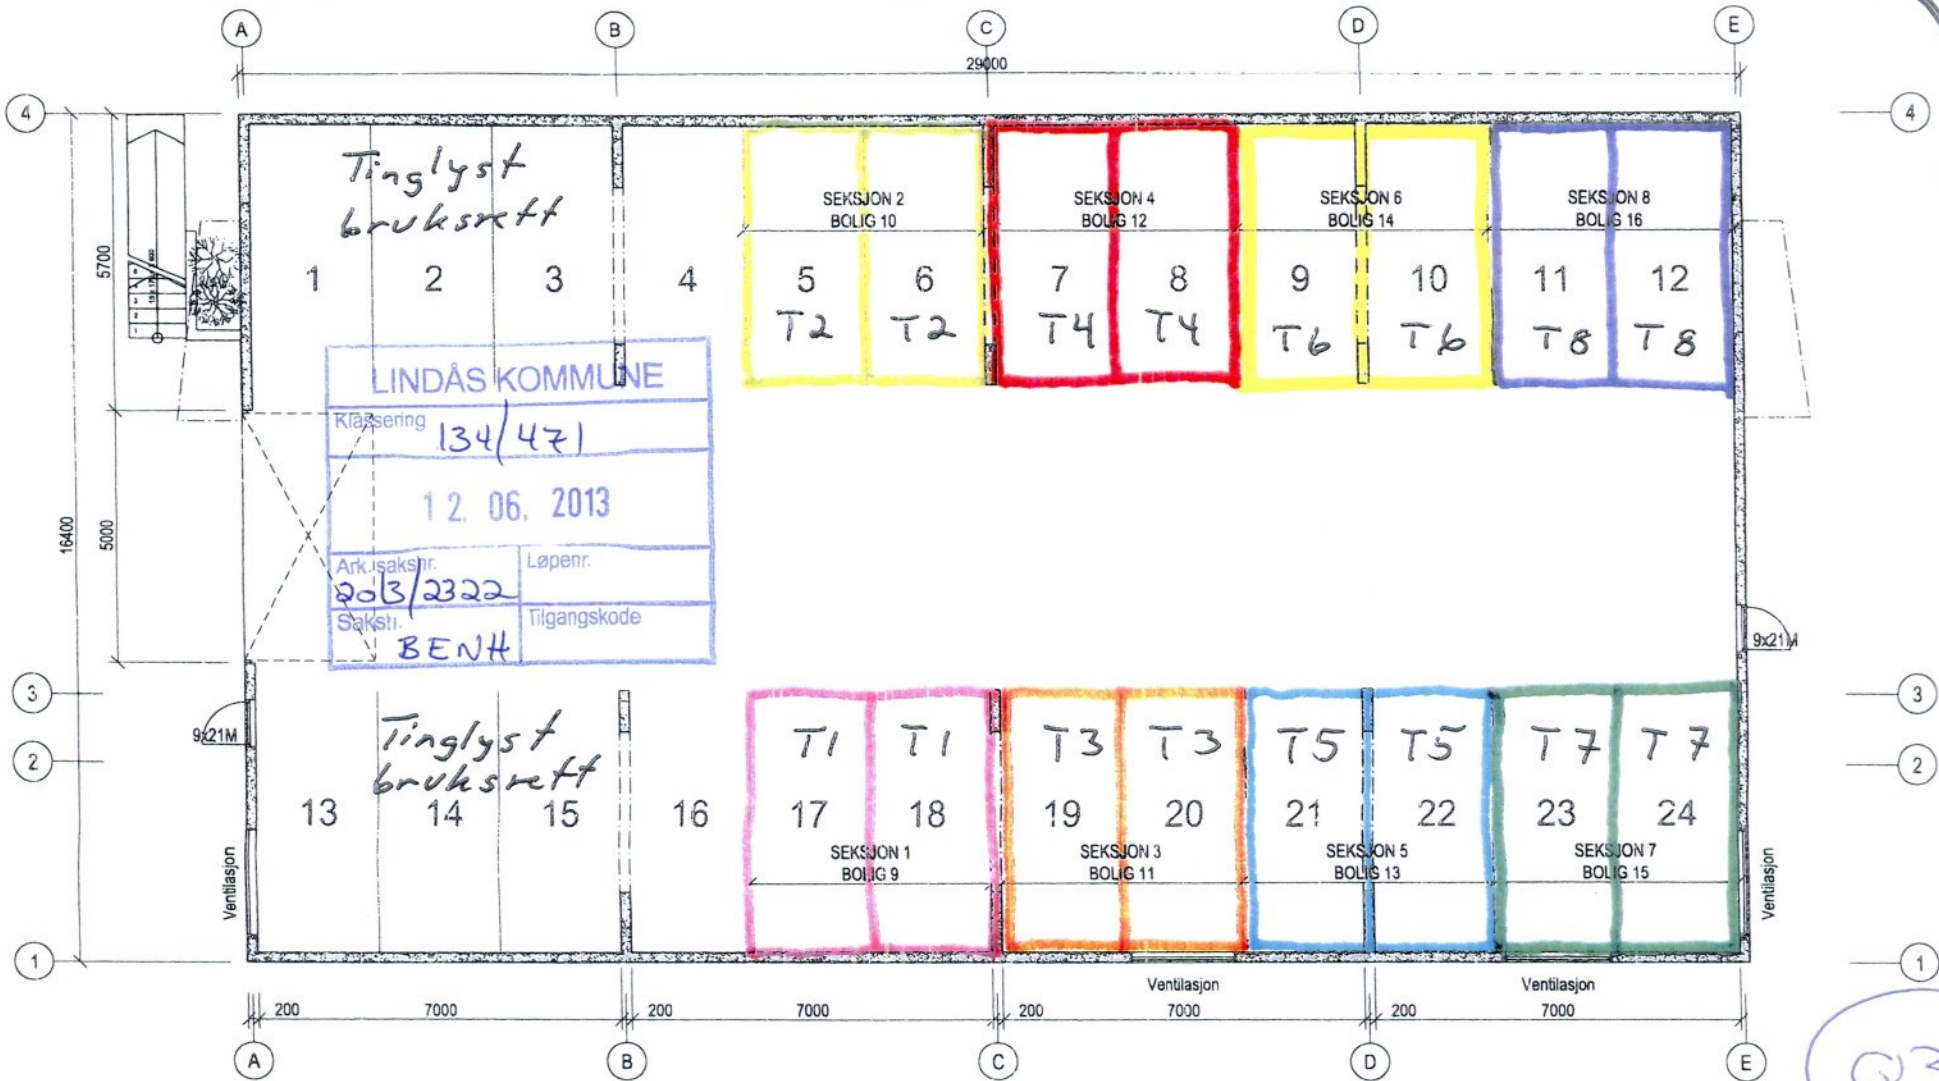 A B C D E
29000
4 4
Tinglyst
bruksrett
SEKSJON 2 SEKSJON 4 SEKSJON 6 SEKSJON 8
BOLIG 10 BOLIG 12 BOLIG 14 BOLIG 16
5700
1 2 3 4 5 6 7 8 9 10 11 12
T2 T2 T4 T4 T6 T6 T8 T8
LINDÅS KOMMUNE
Klassering 134/471
12. 06. 2013
16400
5000
Ark.saksnr. Løpenr.
2013/2322
Saksh. Tilgangskode
BENH
9x21M
3 3
Tinglyst
bruksrett
9x21M
T1 T1 T3 T3 T5 T5 T7 T7
2 2
13 14 15 16 17 18 19 20 21 22 23 24
SEKSJON 1 SEKSJON 3 SEKSJON 5 SEKSJON 7
BOLIG 9 BOLIG 11 BOLIG 13 BOLIG 15
Ventilasjon Ventilasjon
1 1
Ventilasjon Ventilasjon
200 7000 200 7000 200 7000 200 7000
A B C D E